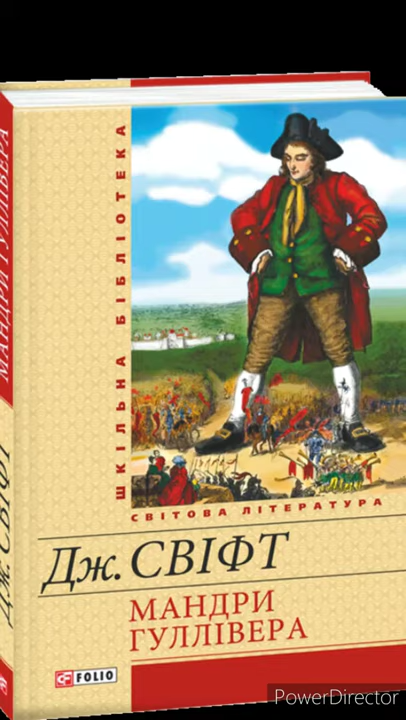 МАНДРИ ГУЛЛІВЕРА
Дж. СВІФТ
ШКІЛЬНА БІБЛІОТЕКА
СВІТОВА ЛІТЕРАТУРА
Дж. СВІФТ
МАНДРИ
ГУЛЛІВЕРА
FOLIO
PowerDirector